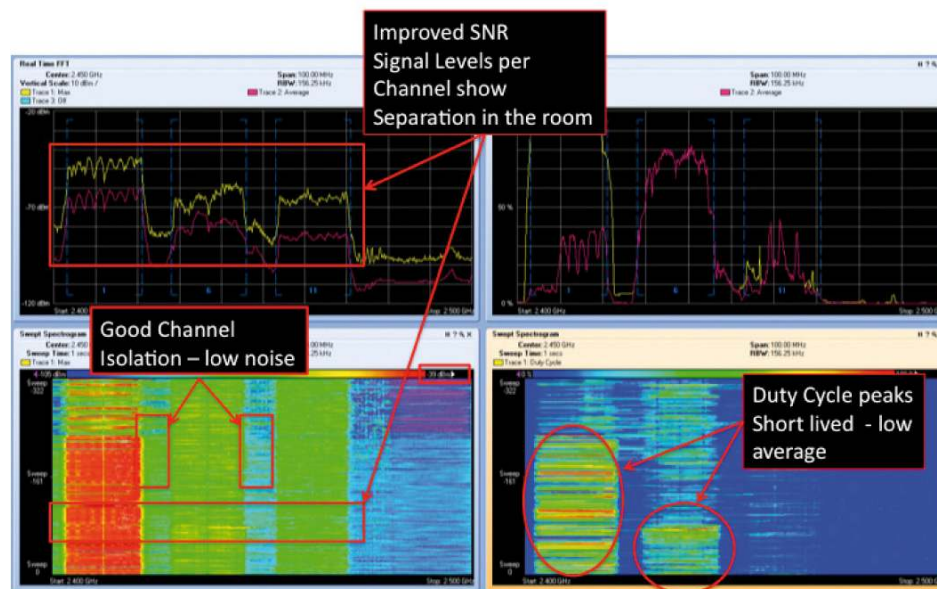 Improved SNR
Signal Levels per
Channel show
Separation in the room
Real Time FFT
Center: 2.450 GHz
Vertical Scale: 10 dBm /
Trace 1: Max
Trace 3: Off
Span: 100.00 MHz
RBW: 156.25 kHz
Trace 2: Average
-20 dBm
-70 dBm
-120 dBm
1
6
11
Start: 2.400 GHz
Stop: 2.500 GHz
Span: 100.00 MHz
RBW: 156.25 kHz
Trace 2: Average
50 %
0 %
1
6
11
Start: 2.400 GHz
Stop: 2.500 GHz
Good Channel
Isolation – low noise
Swept Spectrogram
Center: 2.450 GHz
Sweep Time: 1 secs
Trace 1: Max
-105 dBm
-39 dBm
Sweep
-322
Sweep
-161
Sweep
0
Start: 2.400 GHz
Stop: 2.500 GHz
Swept Spectrogram
Center: 2.450 GHz
Sweep Time: 1 secs
Trace 1: Duty Cycle
Span: 100.00 MHz
RBW: 156.25 kHz
Sweep
-322
Sweep
-161
Sweep
0
Start: 2.400 GHz
Stop: 2.500 GHz
Duty Cycle peaks
Short lived - low
average